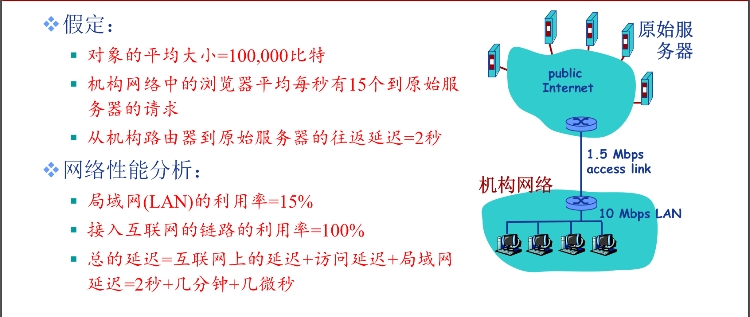 假定：
对象的平均大小=100,000比特
机构网络中的浏览器平均每秒有15个到原始服
务器的请求
从机构路由器到原始服务器的往返延迟=2秒
网络性能分析：
局域网(LAN)的利用率=15%
接入互联网的链路的利用率=100%
总的延迟=互联网上的延迟+访问延迟+局域网
延迟=2秒+几分钟+几微秒
原始服
务器
public
Internet
1.5 Mbps
access link
机构网络
10 Mbps LAN